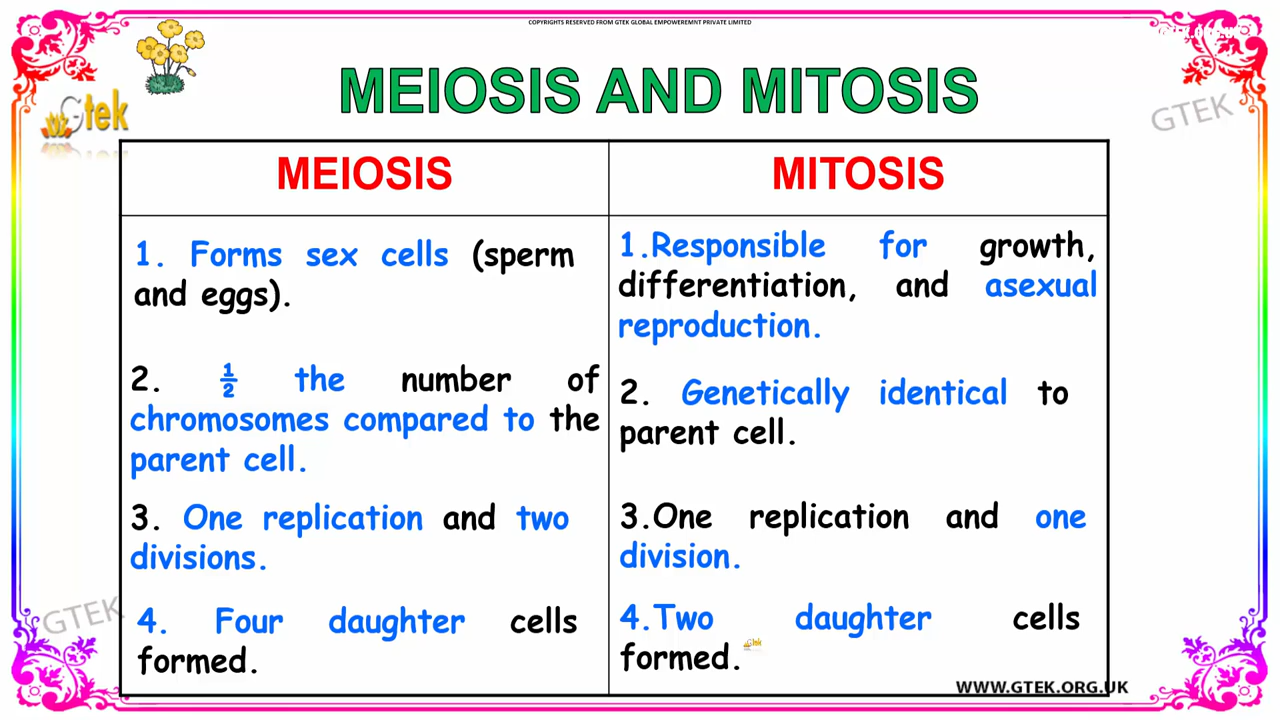 COPYRIGHTS RESERVED FROM GTEK GLOBAL EMPOWEREMNT PRIVATE LIMITED
Gtek
GTEK
MEIOSIS AND MITOSIS
MEIOSIS
MITOSIS
1. Forms sex cells (sperm
and eggs).
2. ½ the number of
chromosomes compared to the
parent cell.
3. One replication and two
divisions.
4. Four daughter cells
formed.
1.Responsible for growth,
differentiation, and asexual
reproduction.
2. Genetically identical to
parent cell.
3.One replication and one
division.
4.Two daughter cells
formed.
GTEK
WWW.GTEK.ORG.UK